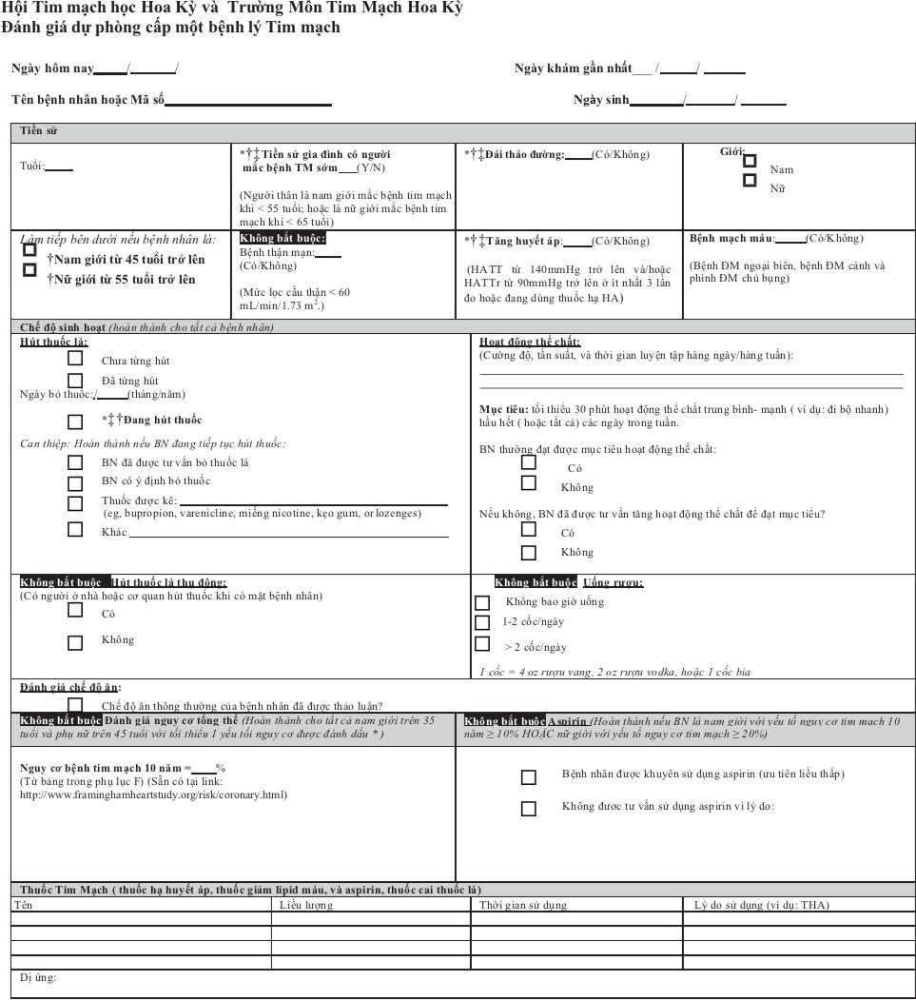 Hội Tim mạch học Hoa Kỳ và Trường Môn Tim Mạch Hoa Kỳ
Đánh giá dự phòng cấp một bệnh lý Tim mạch
Ngày hôm nay_____/_______/
Ngày khám gần nhất___ /______/ _______
Tên bệnh nhân hoặc Mã số__________________________
Ngày sinh________/_______/ _______
Tiền sử
Tuổi:_____
*†‡Tiền sử gia đình có người
mắc bệnh TM sớm___(Y/N)
(Người thân là nam giới mắc bệnh tim mạch
khi < 55 tuổi; hoặc là nữ giới mắc bệnh tim
mạch khi < 65 tuổi)
*†‡Đái tháo đường:_____(Có/Không)
Giới:
Nam
Nữ
Làm tiếp bên dưới nếu bệnh nhân là:
†Nam giới từ 45 tuổi trở lên
†Nữ giới từ 55 tuổi trở lên
Không bắt buộc:
Bệnh thận mạn:_____
(Có/Không)
(Mức lọc cầu thận < 60
mL/min/1.73 m².)
*†‡Tăng huyết áp:_____(Có/Không)
(HATT từ 140mmHg trở lên và/hoặc
HATTr từ 90mmHg trở lên ở ít nhất 3 lần
đo hoặc đang dùng thuốc hạ HA)
Bệnh mạch máu:_____(Có/Không)
(Bệnh ĐM ngoại biên, bệnh ĐM cảnh và
phình ĐM chủ bụng)
Chế độ sinh hoạt (hoàn thành cho tất cả bệnh nhân)
Hút thuốc lá:
Chưa từng hút
Đã từng hút
Ngày bỏ thuốc:/_____(tháng/năm)
*‡†Đang hút thuốc
Can thiệp: Hoàn thành nếu BN đang tiếp tục hút thuốc:
BN đã được tư vấn bỏ thuốc lá
BN có ý định bỏ thuốc
Thuốc được kê: ______________________________
(eg, bupropion, varenicline, miếng nicotine, kẹo gum, or lozenges)
Khác ______________________________
Hoạt động thể chất:
(Cường độ, tần suất, và thời gian luyện tập hàng ngày/hàng tuần):
Mục tiêu: tối thiểu 30 phút hoạt động thể chất trung bình- mạnh ( ví dụ: đi bộ nhanh)
hầu hết ( hoặc tất cả) các ngày trong tuần.
BN thường đạt được mục tiêu hoạt động thể chất:
Có
Không
Nếu không, BN đã được tư vấn tăng hoạt động thể chất để đạt mục tiểu?
Có
Không
Không bắt buộc Hút thuốc lá thụ động:
(Có người ở nhà hoặc cơ quan hút thuốc khi có mặt bệnh nhân)
Có
Không
Không bắt buộc Uống rượu:
Không bao giờ uống
1-2 cốc/ngày
> 2 cốc/ngày
1 cốc = 4 oz rượu vang, 2 oz rượu vodka, hoặc 1 cốc bia
Đánh giá chế độ ăn:
Chế độ ăn thông thường của bệnh nhân đã được thảo luận?
Không bắt buộc Đánh giá nguy cơ tổng thể (Hoàn thành cho tất cả nam giới trên 35
tuổi và phụ nữ trên 45 tuổi với tối thiểu 1 yếu tối nguy cơ được đánh dấu * )
Không bắt buộc Aspirin (Hoàn thành nếu BN là nam giới với yếu tố nguy cơ tim mạch 10
năm ≥ 10% HOẶC nữ giới với yếu tố nguy cơ tim mạch ≥ 20%)
Nguy cơ bệnh tim mạch 10 năm =_____%
(Từ bảng trong phụ lục F) (Sẵn có tại link:
http://www.framinghamheartstudy.org/risk/coronary.html)
Bệnh nhân được khuyên sử dụng aspirin (ưu tiên liều thấp)
Không được tư vấn sử dụng aspirin vì lý do:
Thuốc Tim Mạch ( thuốc hạ huyết áp, thuốc giảm lipid máu, và aspirin, thuốc cai thuốc lá)
Tên
Liều lượng
Thời gian sử dụng
Lý do sử dụng (ví dụ: THA)
Dị ứng: